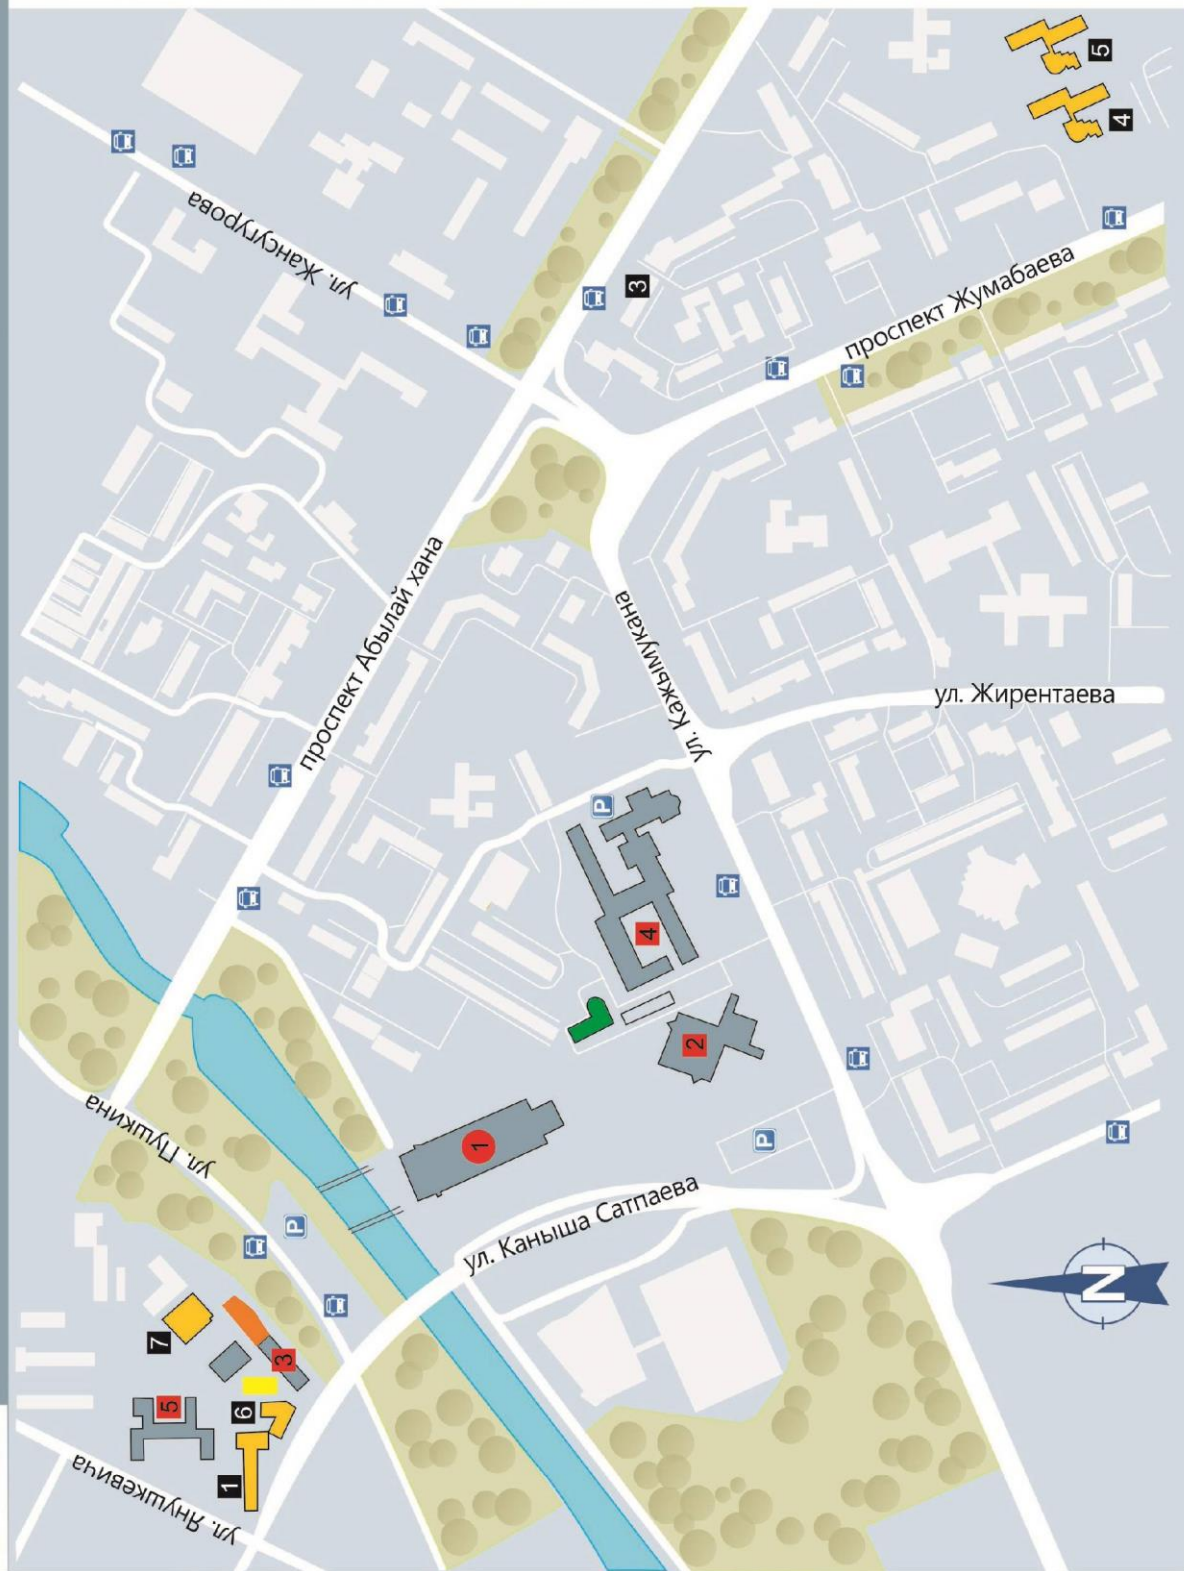 ул. Жансугурова
5
4
3
проспект Жумабаева
проспект Абылай хана
ул. Кажымукана
ул. Жирентаева
P
4
2
ул. Пушкина
1
P
ул. Каныша Сатпаева
P
7
3
5
6
1
ул. Янушкевича
N